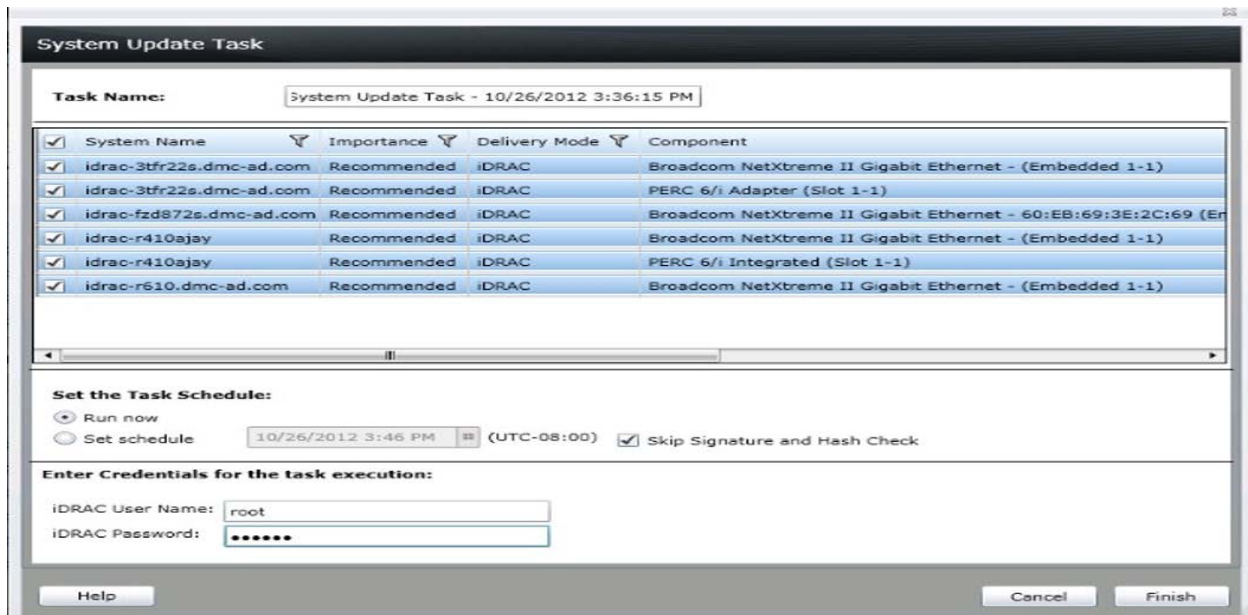 System Update Task
Task Name: System Update Task - 10/26/2012 3:36:15 PM
System Name Importance Delivery Mode Component
idrac-3tfr22s.dmc-ad.com Recommended iDRAC Broadcom NetXtreme II Gigabit Ethernet - (Embedded 1-1)
idrac-3tfr22s.dmc-ad.com Recommended iDRAC PERC 6/i Adapter (Slot 1-1)
idrac-fzd872s.dmc-ad.com Recommended iDRAC Broadcom NetXtreme II Gigabit Ethernet - 60:EB:69:3E:2C:69 (Em
idrac-r410ajay Recommended iDRAC Broadcom NetXtreme II Gigabit Ethernet - (Embedded 1-1)
idrac-r410ajay Recommended iDRAC PERC 6/i Integrated (Slot 1-1)
idrac-r610.dmc-ad.com Recommended iDRAC Broadcom NetXtreme II Gigabit Ethernet - (Embedded 1-1)
Set the Task Schedule:
Run now
Set schedule 10/26/2012 3:46 PM (UTC-08:00) Skip Signature and Hash Check
Enter Credentials for the task execution:
iDRAC User Name: root
iDRAC Password: ••••••
Help Cancel Finish